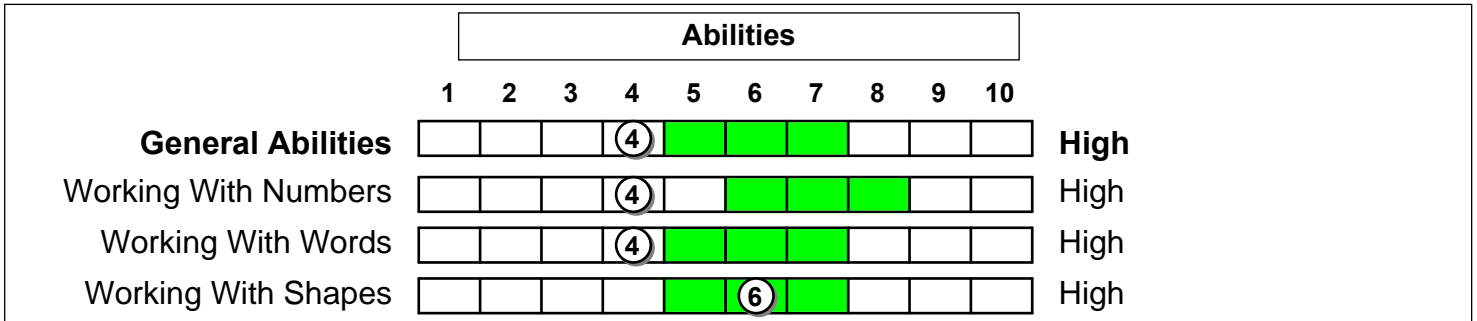 Abilities
1 2 3 4 5 6 7 8 9 10
General Abilities 4 High
Working With Numbers 4 High
Working With Words 4 High
Working With Shapes 6 High